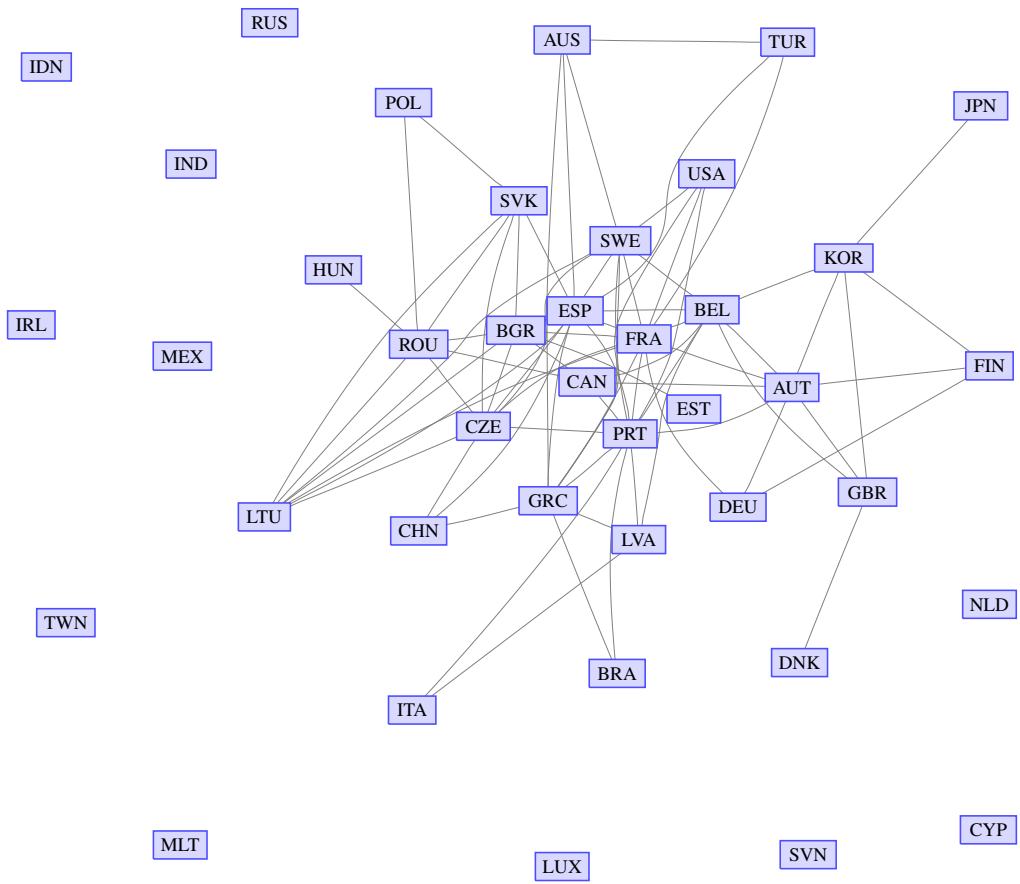 RUS
AUS
TUR
IDN
POL
JPN
IND
USA
SVK
SWE
KOR
HUN
ESP
BEL
IRL
BGR
FRA
ROU
MEX
FIN
CAN
AUT
EST
CZE
PRT
GBR
GRC
DEU
LTU
CHN
LVA
NLD
TWN
DNK
BRA
ITA
CYP
MLT
SVN
LUX